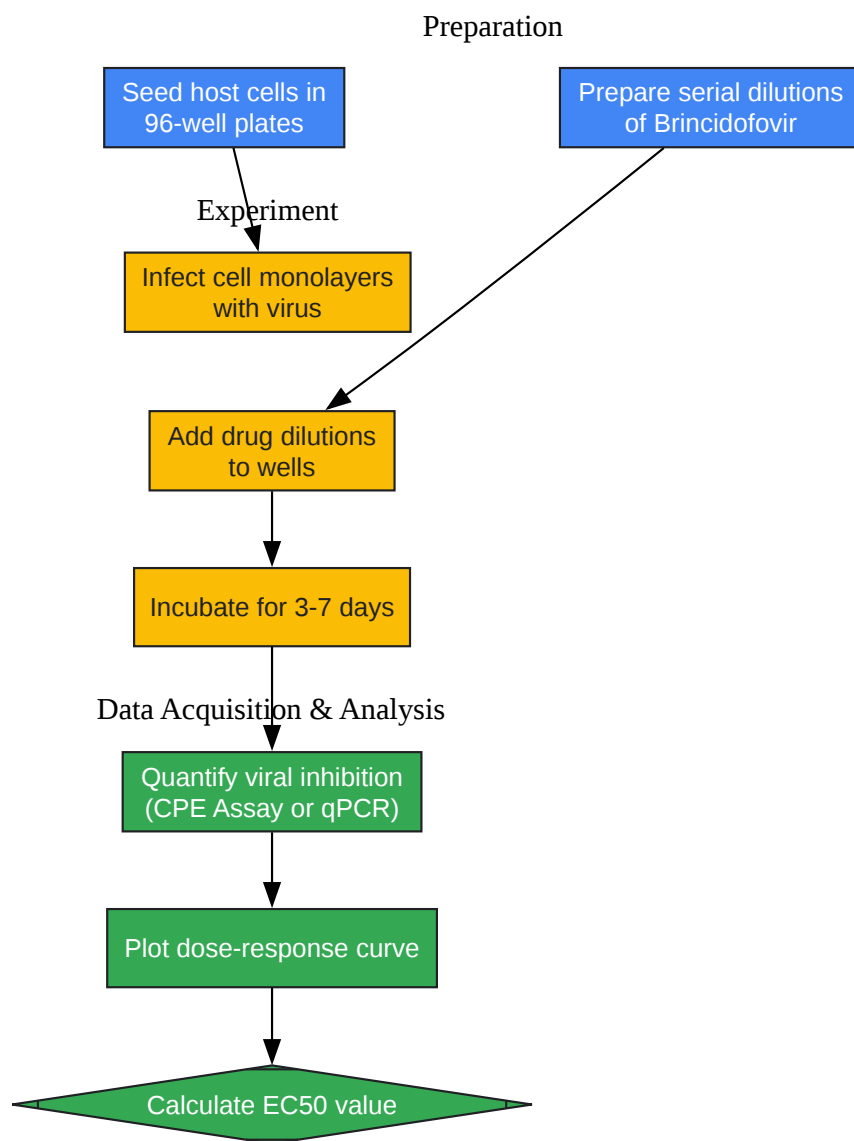 Preparation
Seed host cells in
96-well plates
Prepare serial dilutions
of Brincidofovir
Experiment
Infect cell monolayers
with virus
Add drug dilutions
to wells
Incubate for 3-7 days
Data Acquisition & Analysis
Quantify viral inhibition
(CPE Assay or qPCR)
Plot dose-response curve
Calculate EC50 value